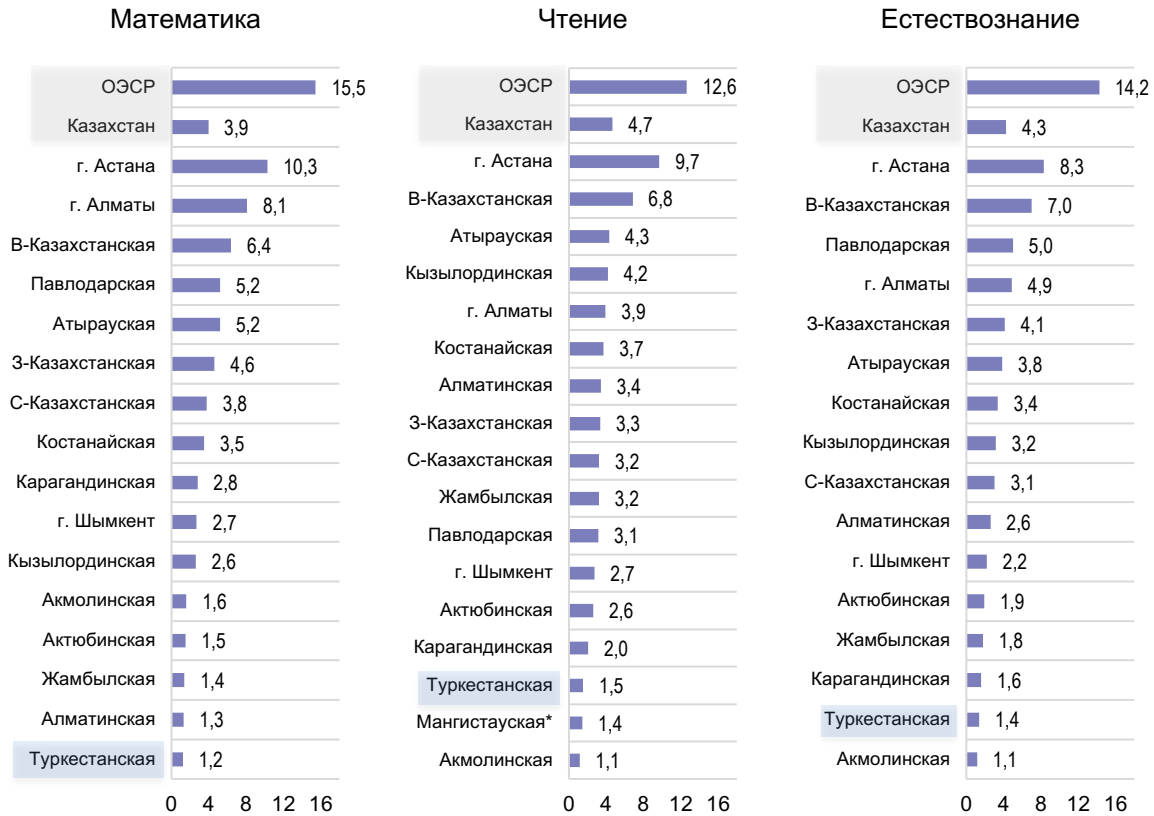 Математика
ОЭСР 15,5
Казахстан 3,9
г. Астана 10,3
г. Алматы 8,1
В-Казахстанская 6,4
Павлодарская 5,2
Атырауская 5,2
З-Казахстанская 4,6
С-Казахстанская 3,8
Костанайская 3,5
Карагандинская 2,8
г. Шымкент 2,7
Кызылординская 2,6
Акмолинская 1,6
Актюбинская 1,5
Жамбылская 1,4
Алматинская 1,3
Туркестанская 1,2
0 4 8 12 16
Чтение
ОЭСР 12,6
Казахстан 4,7
г. Астана 9,7
В-Казахстанская 6,8
Атырауская 4,3
Кызылординская 4,2
г. Алматы 3,9
Костанайская 3,7
Алматинская 3,4
З-Казахстанская 3,3
С-Казахстанская 3,2
Жамбылская 3,2
Павлодарская 3,1
г. Шымкент 2,7
Актюбинская 2,6
Карагандинская 2,0
Туркестанская 1,5
Мангистауская* 1,4
Акмолинская 1,1
0 4 8 12 16
Естествознание
ОЭСР 14,2
Казахстан 4,3
г. Астана 8,3
В-Казахстанская 7,0
Павлодарская 5,0
г. Алматы 4,9
З-Казахстанская 4,1
Атырауская 3,8
Костанайская 3,4
Кызылординская 3,2
С-Казахстанская 3,1
Алматинская 2,6
г. Шымкент 2,2
Актюбинская 1,9
Жамбылская 1,8
Карагандинская 1,6
Туркестанская 1,4
Акмолинская 1,1
0 4 8 12 16